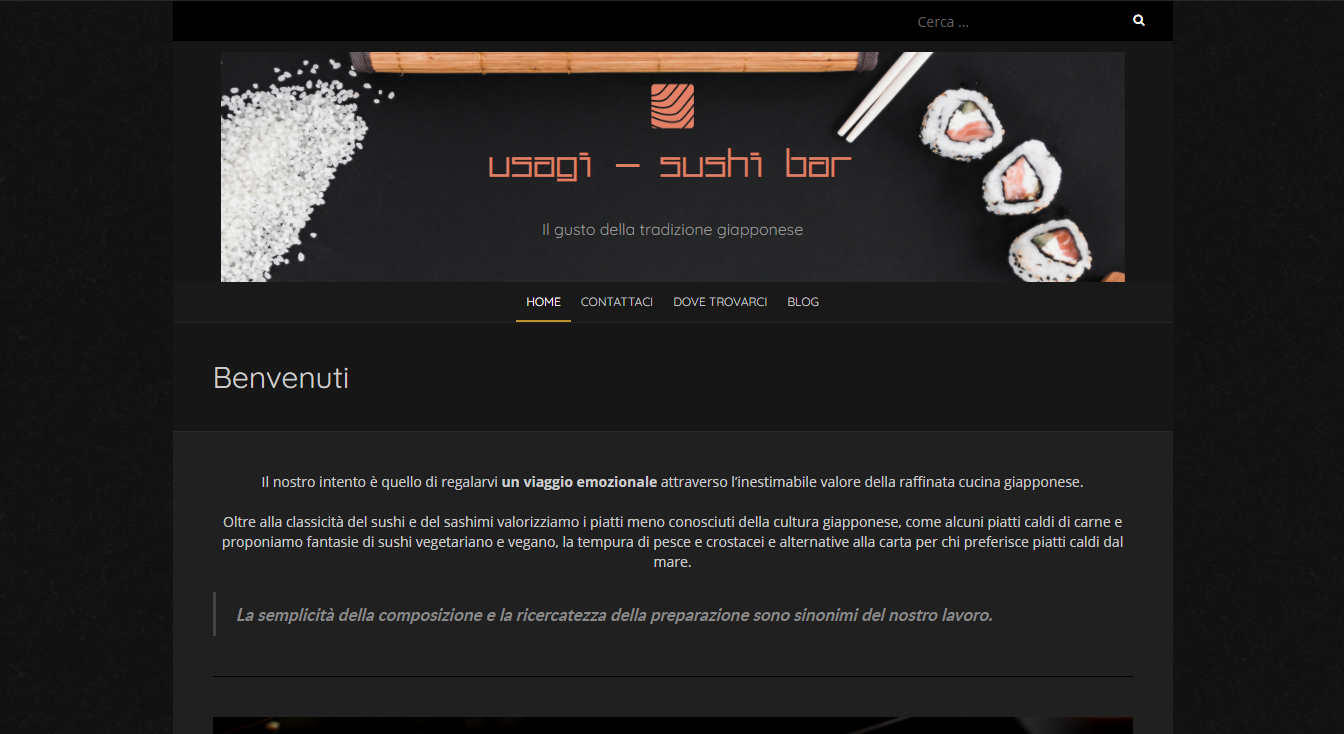 Cerca ...
usagi - sushi bar
Il gusto della tradizione giapponese
HOME CONTATTACI DOVE TROVARCI BLOG
Benvenuti
Il nostro intento è quello di regalarvi un viaggio emozionale attraverso l’inestimabile valore della raffinata cucina giapponese.
Oltre alla classicità del sushi e del sashimi valorizziamo i piatti meno conosciuti della cultura giapponese, come alcuni piatti caldi di carne e
proponiamo fantasie di sushi vegetariano e vegano, la tempura di pesce e crostacei e alternative alla carta per chi preferisce piatti caldi dal
mare.
La semplicità della composizione e la ricercatezza della preparazione sono sinonimi del nostro lavoro.